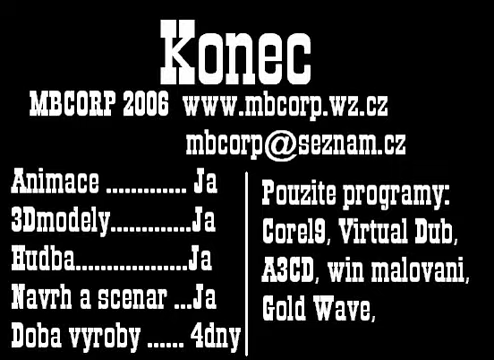 Konec
MBCORP 2006 www.mbcorp.wz.cz
mbcorp@seznam.cz
Animace ............. Ja
3Dmodely.............Ja
Hudba..................Ja
Navrh a scenar ...Ja
Doba vyroby ...... 4dny
Pouzite programy:
Corel9, Virtual Dub,
A3CD, win malovani,
Gold Wave,